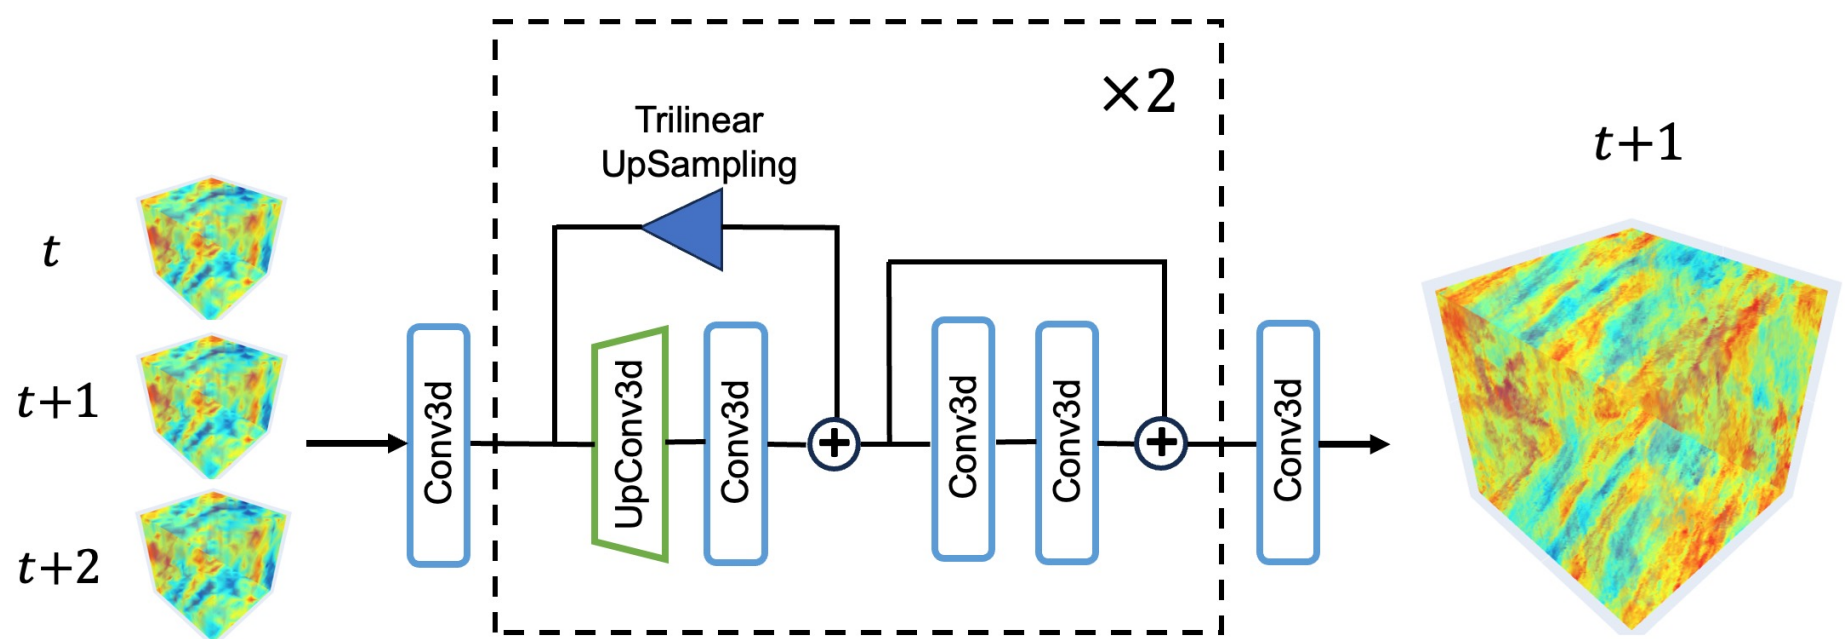 ×2
Trilinear
UpSampling
t+1
t
t+1
t+2
Conv3d
UpConv3d
Conv3d
+
Conv3d
Conv3d
+
Conv3d